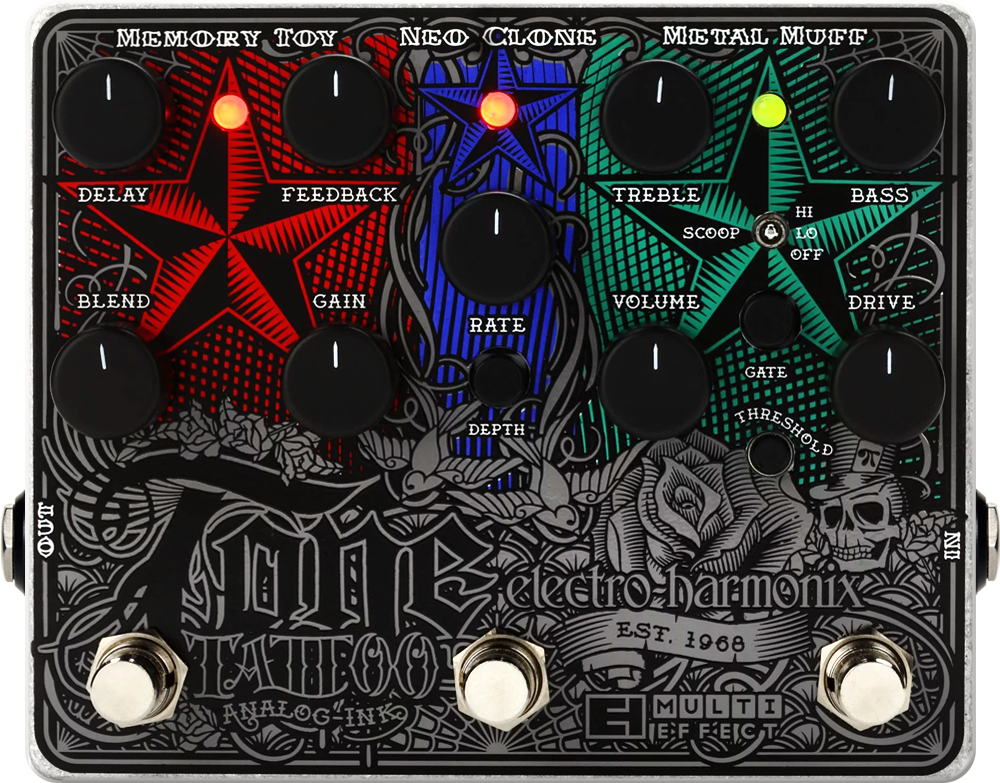 MEMORY TOY
NEO CLONE
METAL MUFF
DELAY
FEEDBACK
TREBLE
BASS
SCOOP
HI
LO
OFF
BLEND
GAIN
RATE
VOLUME
DRIVE
GATE
DEPTH
THRESHOLD
OUT
IN
Tone
TATTOO
ANALOG INK
electro-harmonix
EST. 1968
EH
MULTI
EFFECT